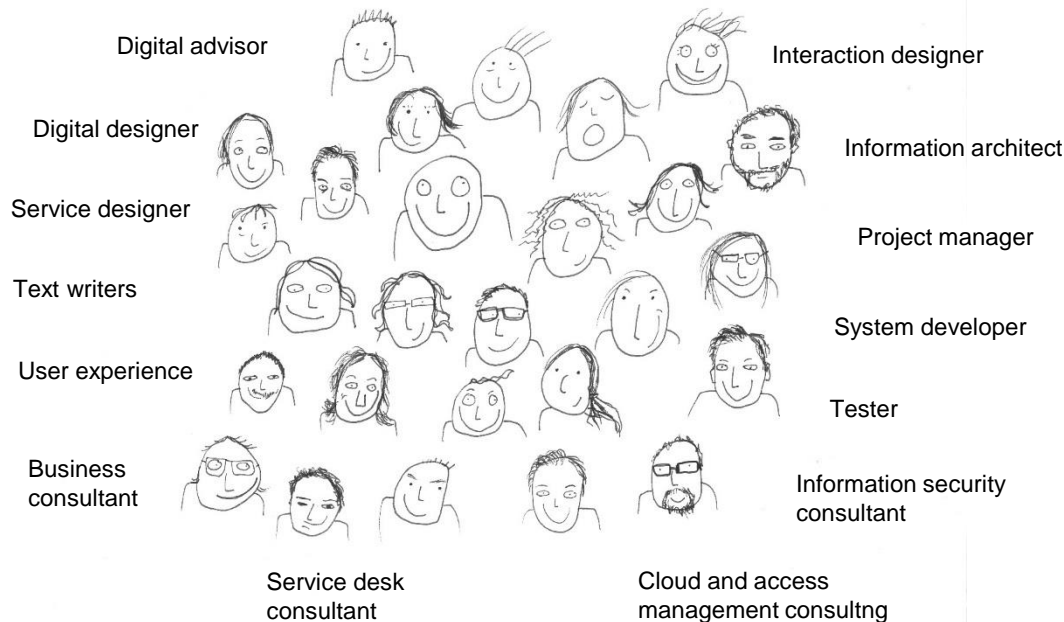 Digital advisor
Interaction designer
Digital designer
Information architect
Service designer
Project manager
Text writers
System developer
User experience
Tester
Business
consultant
Information security
consultant
Service desk
consultant
Cloud and access
management consultng